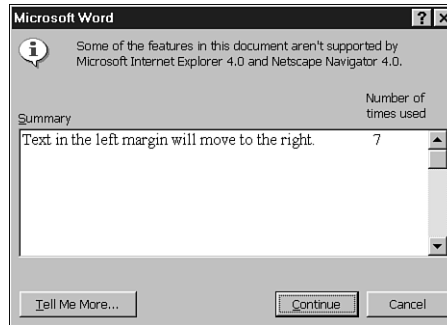 Microsoft Word
Some of the features in this document aren't supported by
Microsoft Internet Explorer 4.0 and Netscape Navigator 4.0.
Number of
Summary times used
Text in the left margin will move to the right. 7
Tell Me More... Continue Cancel